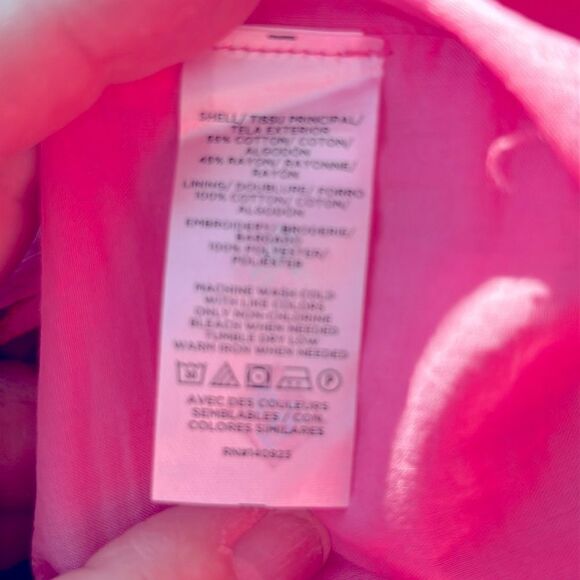 SHELL/ TISSU PRINCIPAL/
TELA EXTERIOR
55% COTTON/ COTON/
ALGODÓN
45% RAYON/ RAYONNE/
RAYÓN
LINING/ DOUBLURE/ FORRO
100% COTTON/ COTON/
ALGODÓN
EMBROIDERY/ BRODERIE/
BORDADO
100% POLYESTER/
POLIÉSTER
MACHINE WASH COLD
WITH LIKE COLORS
ONLY NON-CHLORINE
BLEACH WHEN NEEDED
TUMBLE DRY LOW
WARM IRON WHEN NEEDED
AVEC DES COULEURS
SEMBLABLES / CON
COLORES SIMILARES
RN#140925